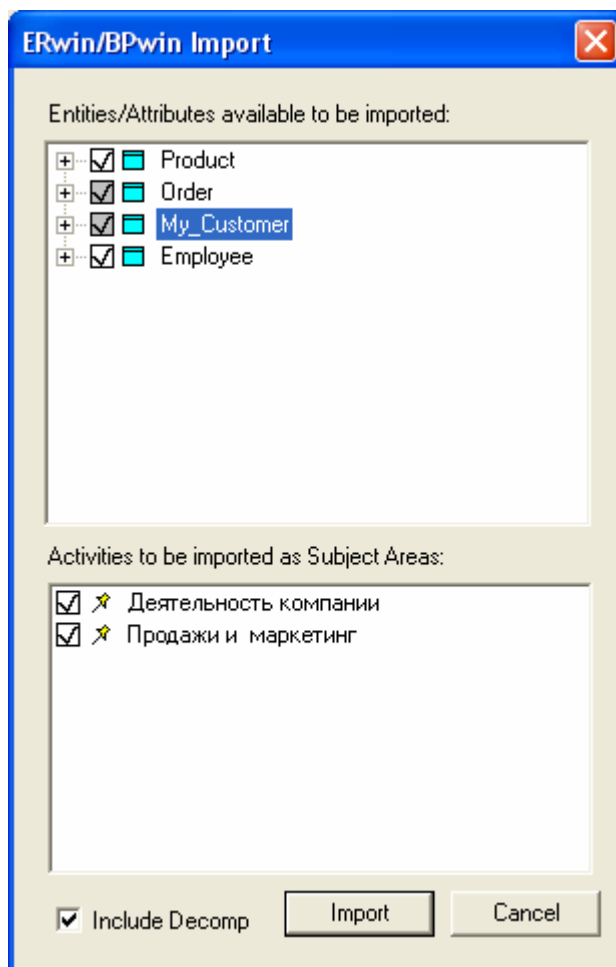 ERwin/BPwin Import
Entities/Attributes available to be imported:
Product
Order
My_Customer
Employee
Activities to be imported as Subject Areas:
Деятельность компании
Продажи и маркетинг
Include Decomp
Import
Cancel